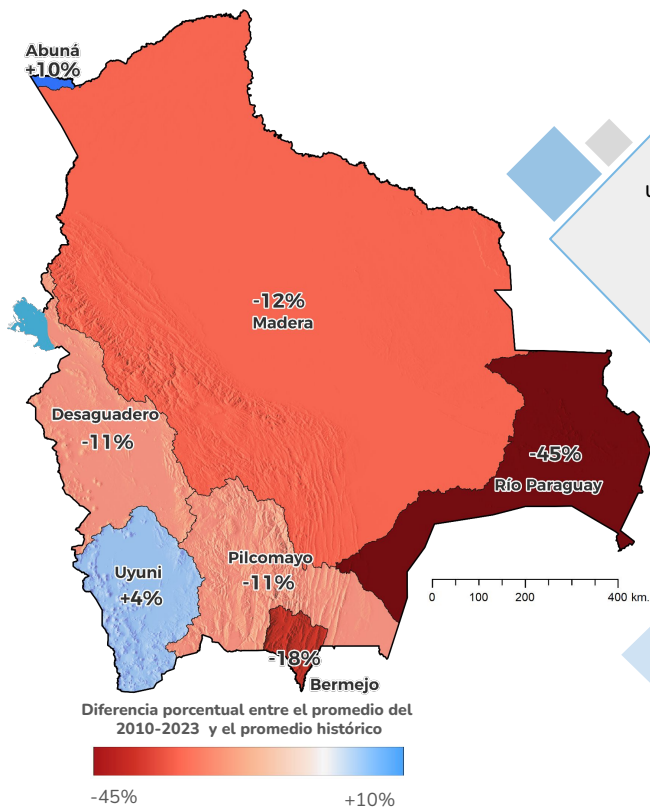 Abuná
+10%
U
-12%
Madera
Desaguadero
-11%
-45%
Río Paraguay
Pilcomayo
-11%
Uyuni
+4%
0 100 200 400 km.
-18%
Bermejo
Diferencia porcentual entre el promedio del
2010-2023 y el promedio histórico
-45%
+10%